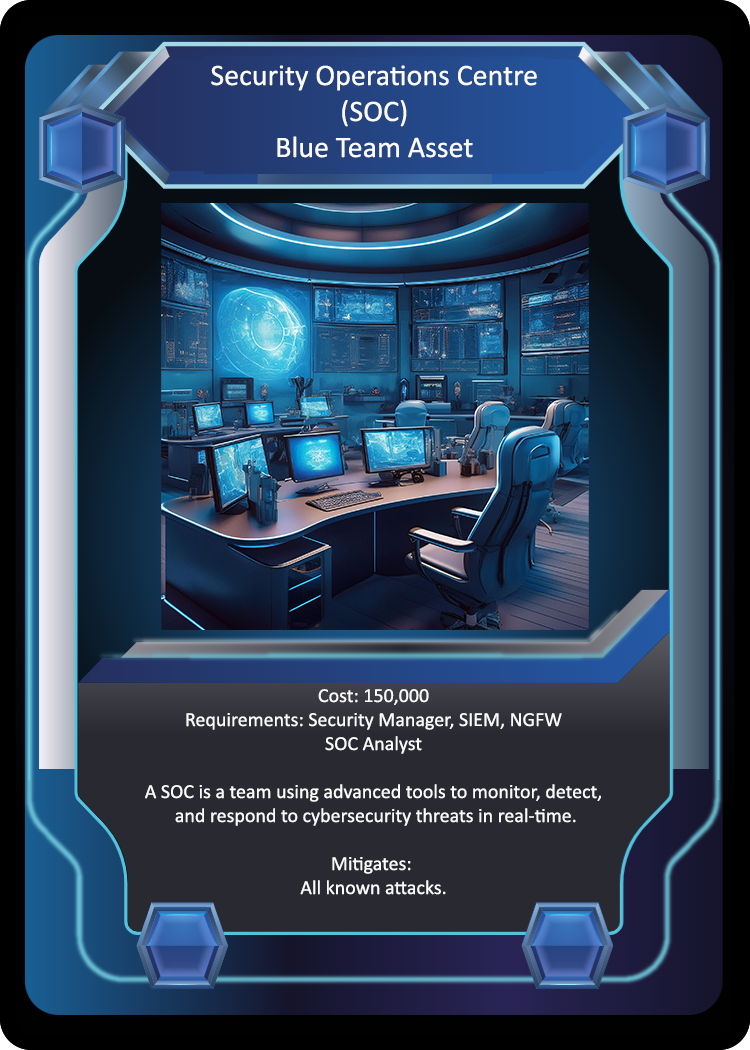 Security Operations Centre
(SOC)
Blue Team Asset
Cost: 150,000
Requirements: Security Manager, SIEM, NGFW
SOC Analyst
A SOC is a team using advanced tools to monitor, detect,
and respond to cybersecurity threats in real-time.
Mitigates:
All known attacks.